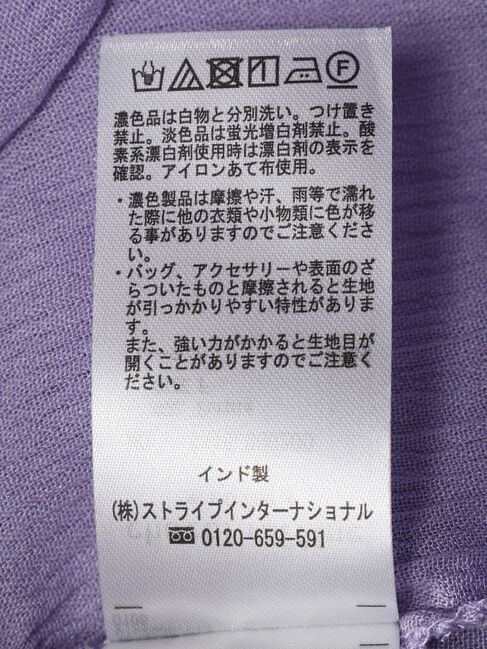 F
濃色品は白物と分別洗い。つけ置き
禁止。淡色品は蛍光増白剤禁止。酸
素系漂白剤使用時は漂白剤の表示を
確認。アイロンあて布使用。
・濃色製品は摩擦や汗、雨等で濡れ
た際に他の衣類や小物類に色が移
る事がありますのでご注意くださ
い。
・バッグ、アクセサリーや表面のざ
らついたものと摩擦されると生地
が引っかかりやすい特性がありま
す。
また、強い力がかかると生地目が
開くことがありますのでご注意く
ださい。
インド製
(株)ストライプインターナショナル
0120-659-591